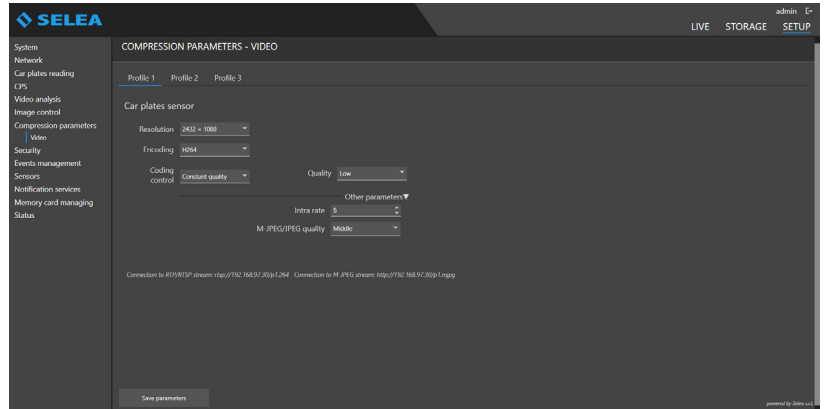 SELEA
admin
LIVE STORAGE SETUP
System
Network
Car plates reading
CPS
Video analysis
Image control
Compression parameters
Video
Security
Events management
Sensors
Notification services
Memory card managing
Status
COMPRESSION PARAMETERS - VIDEO
Profile 1 Profile 2 Profile 3
Car plates sensor
Resolution 2432 × 1088
Encoding H264
Coding control Constant quality Quality Low
Other parameters▼
Intra rate 5
M-JPEG/JPEG quality Middle
Connection to RTP/RTSP stream: rtsp://192.168.97.30/p1.264 Connection to M-JPEG stream: http://192.168.97.30/p1.mjpg
Save parameters
powered by Selea s.r.l.